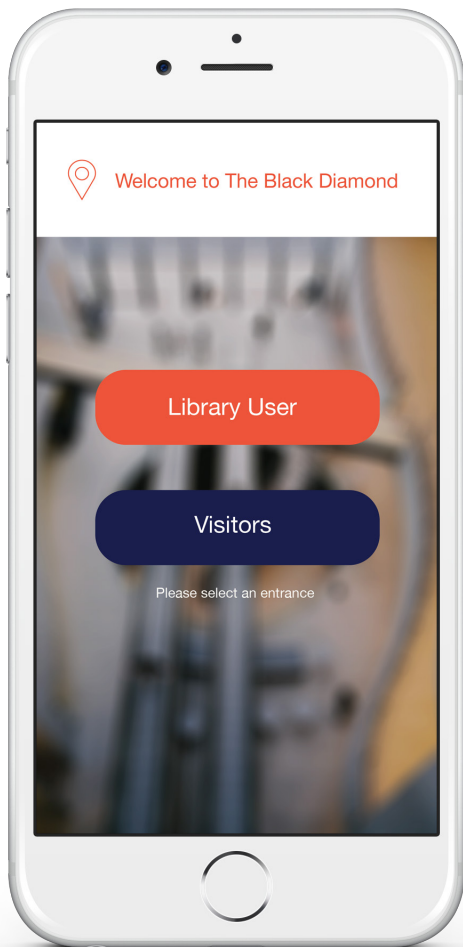 Welcome to The Black Diamond
Library User
Visitors
Please select an entrance